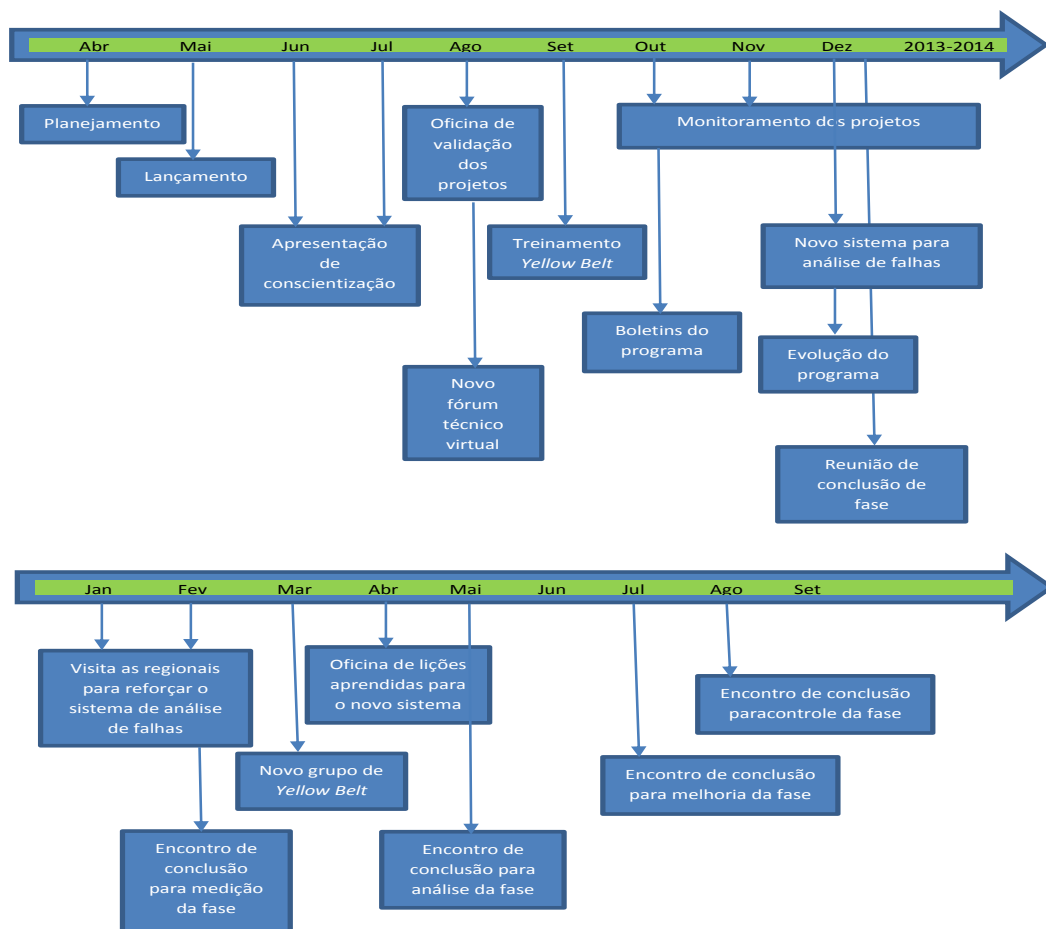 Abr Mai Jun Jul Ago Set Out Nov Dez 2013-2014
Planejamento
Lançamento
Apresentação
de
conscientização
Oficina de
validação
dos
projetos
Novo
fórum
técnico
virtual
Treinamento
Yellow Belt
Monitoramento dos projetos
Boletins do
programa
Novo sistema para
análise de falhas
Evolução do
programa
Reunião de
conclusão de
fase
Jan Fev Mar Abr Mai Jun Jul Ago Set
Visita as regionais
para reforçar o
sistema de análise
de falhas
Encontro de
conclusão
para medição
da fase
Novo grupo de
Yellow Belt
Oficina de lições
aprendidas para
o novo sistema
Encontro de
conclusão para
análise da fase
Encontro de conclusão
para melhoria da fase
Encontro de conclusão
paracontrole da fase